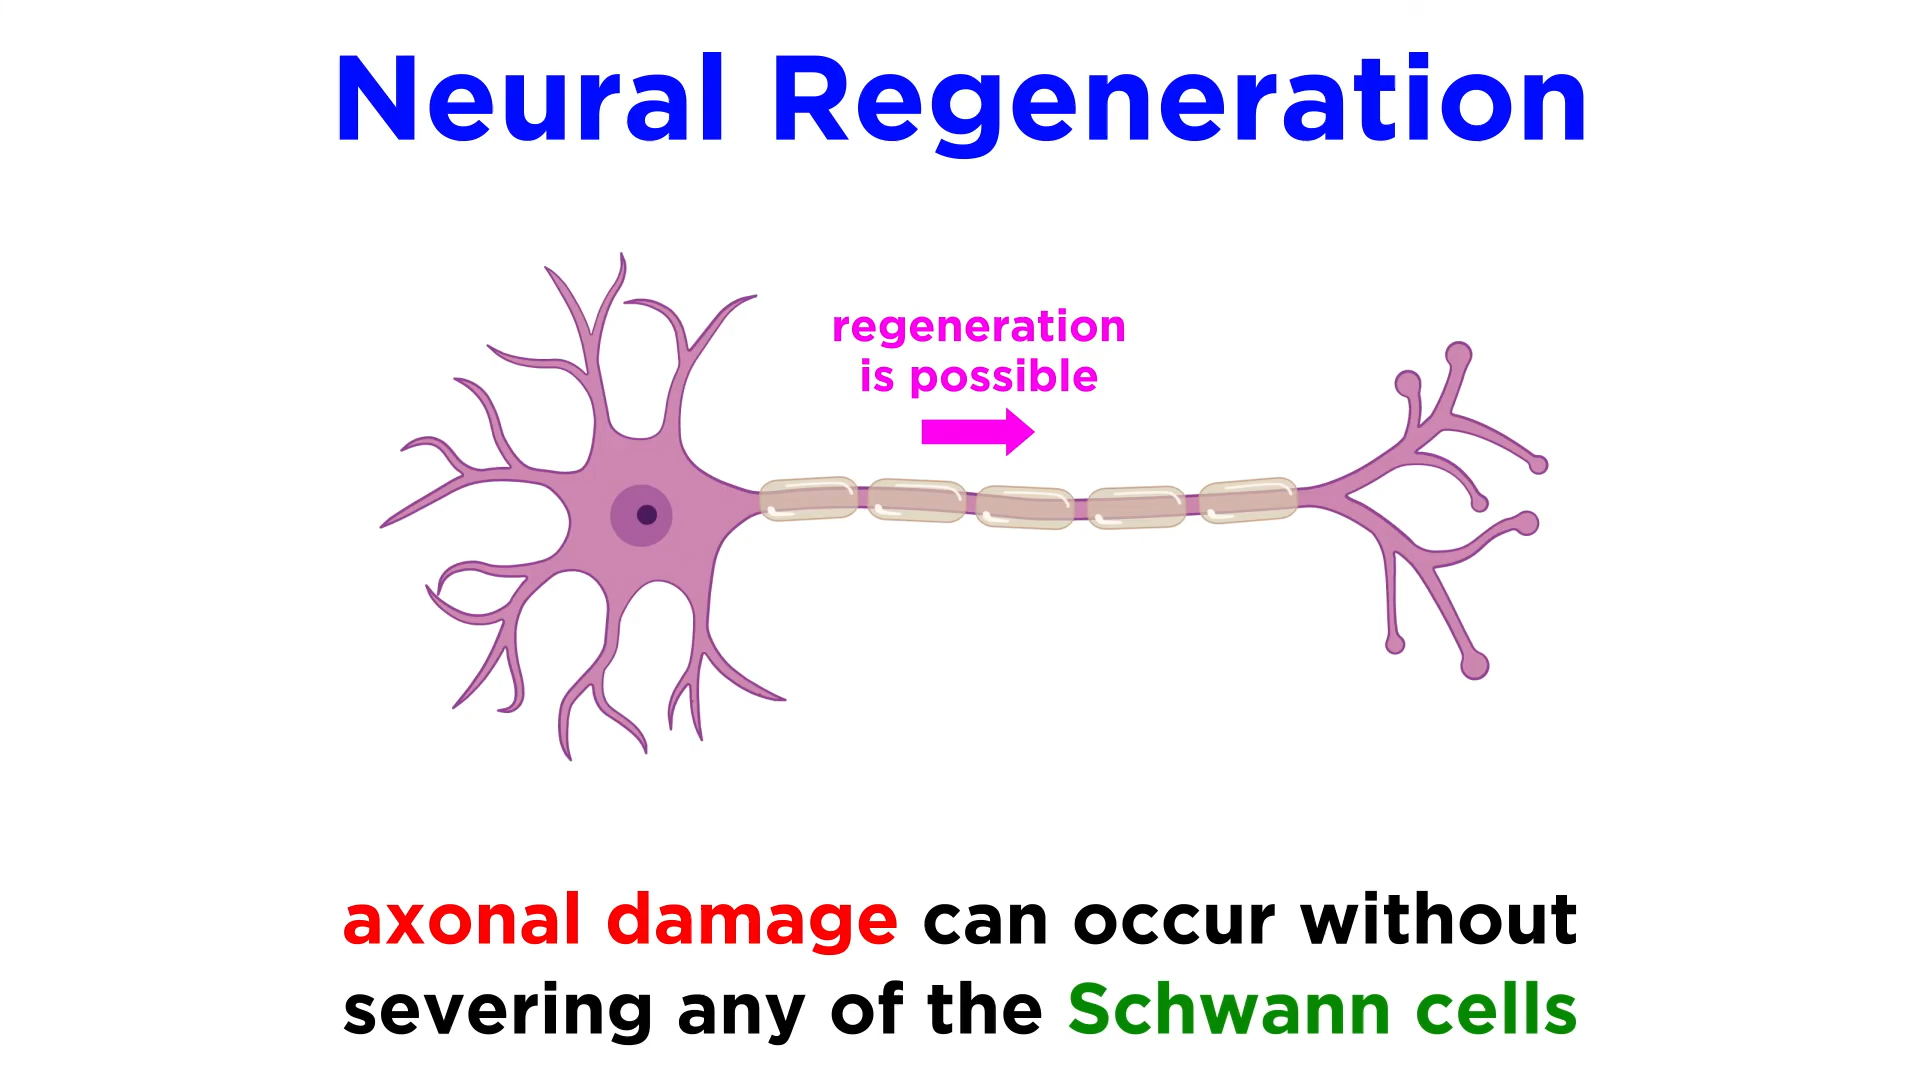 Neural Regeneration
regeneration
is possible
axonal damage can occur without
severing any of the Schwann cells